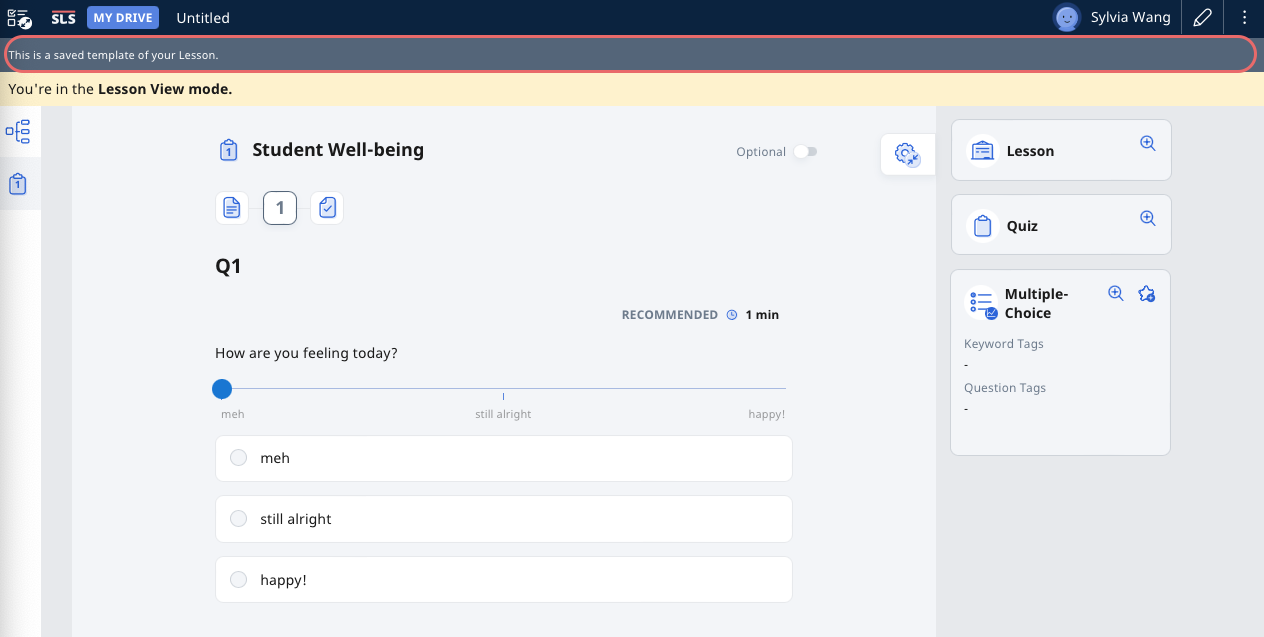 SLS MY DRIVE Untitled Sylvia Wang
This is a saved template of your Lesson.
You're in the Lesson View mode.
1 Student Well-being Optional
1
1
Q1
RECOMMENDED 1 min
How are you feeling today?
meh still alright happy!
meh
still alright
happy!
Lesson
Quiz
Multiple-
Choice
Keyword Tags
-
Question Tags
-